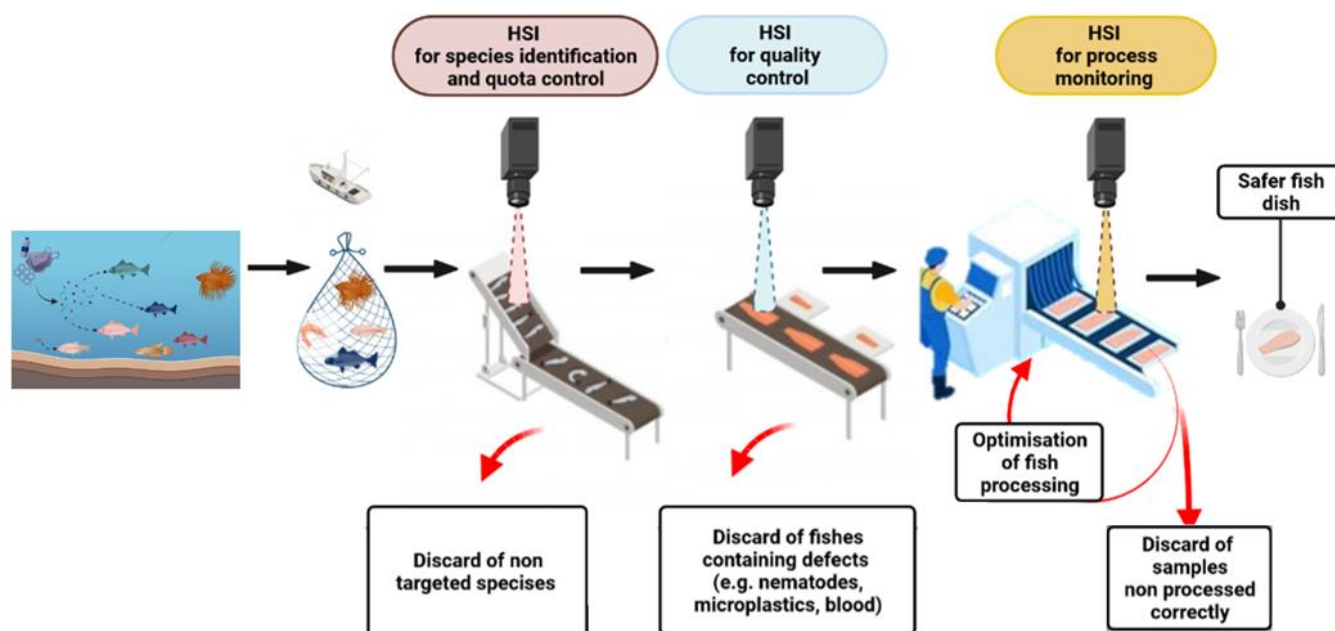 HSI
for species identification
and quota control
HSI
for quality
control
HSI
for process
monitoring
Safer fish
dish
Optimisation
of fish
processing
Discard of non
targeted specises
Discard of fishes
containing defects
(e.g. nematodes,
microplastics, blood)
Discard of
samples
non processed
correctly